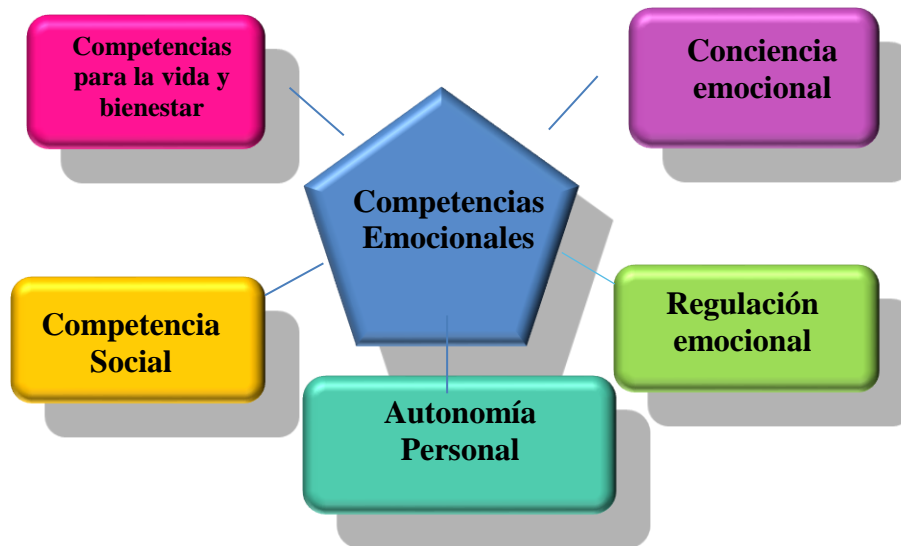 Competencias
para la vida y
bienestar
Conciencia
emocional
Competencias
Emocionales
Competencia
Social
Regulación
emocional
Autonomía
Personal